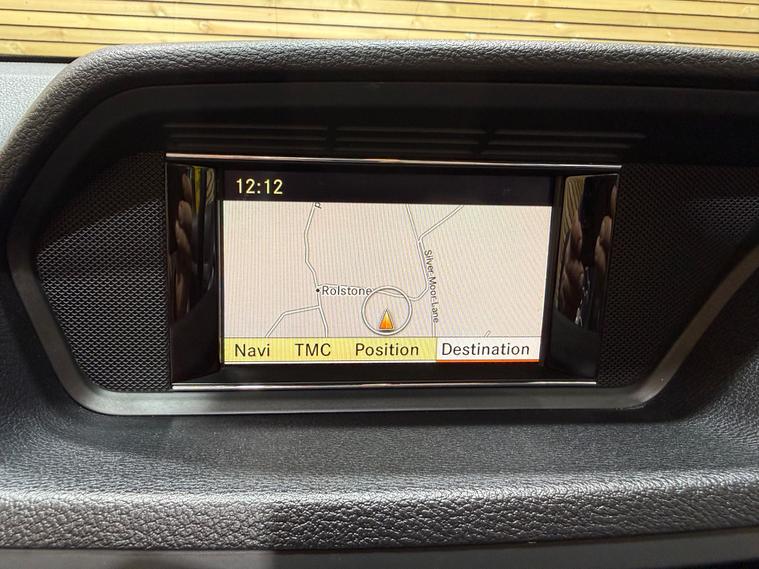 12:12
d
Rolstone
Silver Moor Lane
Navi TMC Position Destination